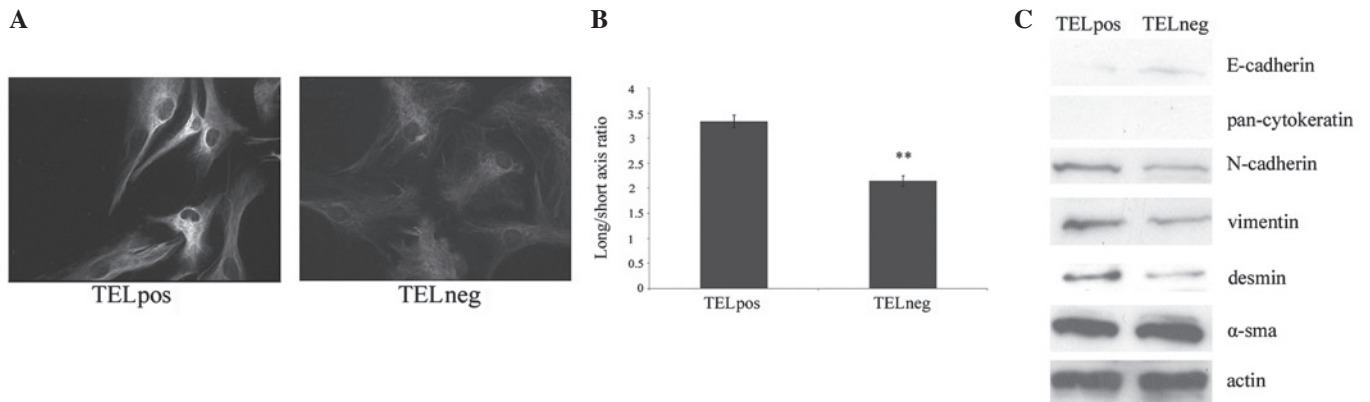 A
TELpos
TELneg
B
Long/short axis ratio
4
3.5
3
2.5
2
1.5
1
0.5
0
**
TELpos
TELneg
C
TELpos TELneg
E-cadherin
pan-cytokeratin
N-cadherin
vimentin
desmin
α-sma
actin